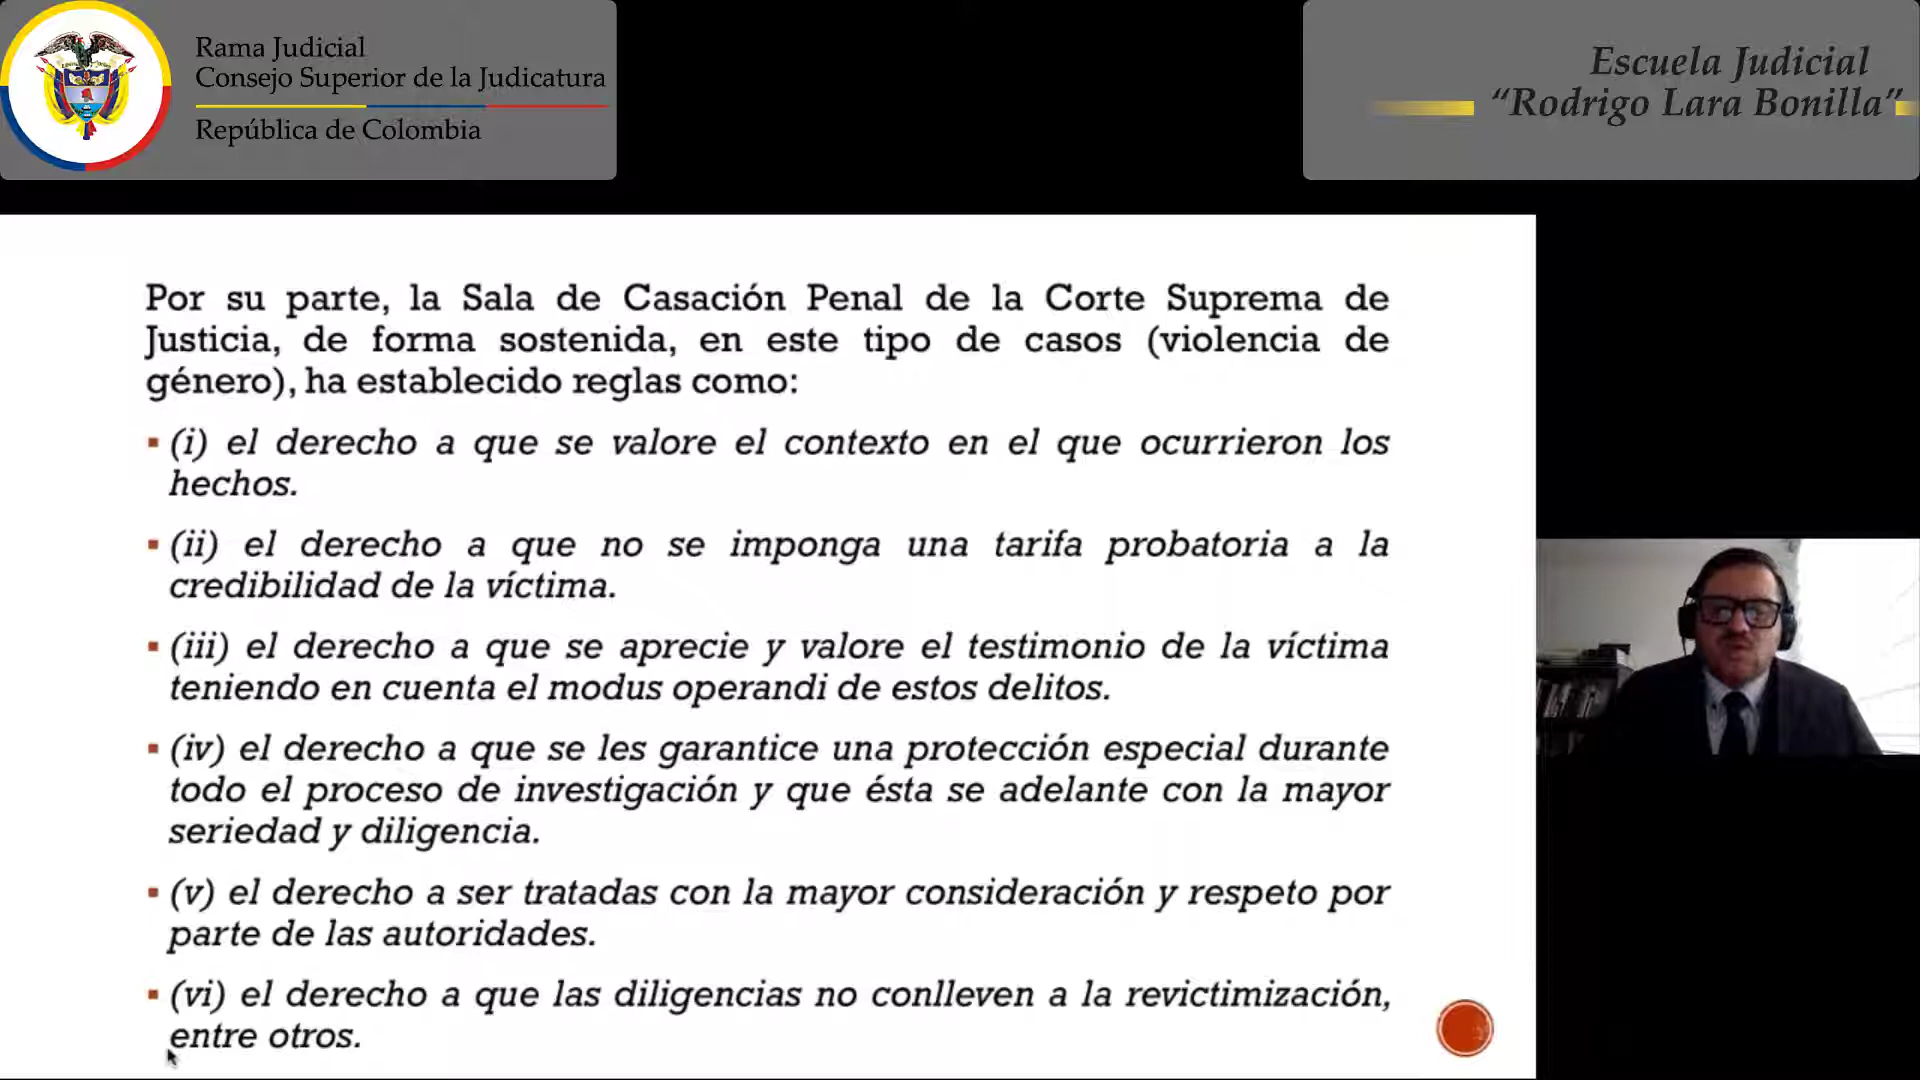 Rama Judicial
Consejo Superior de la Judicatura
República de Colombia
Escuela Judicial
“Rodrigo Lara Bonilla”
Por su parte, la Sala de Casación Penal de la Corte Suprema de
Justicia, de forma sostenida, en este tipo de casos (violencia de
género), ha establecido reglas como:
▪ (i) el derecho a que se valore el contexto en el que ocurrieron los
hechos.
▪ (ii) el derecho a que no se imponga una tarifa probatoria a la
credibilidad de la víctima.
▪ (iii) el derecho a que se aprecie y valore el testimonio de la víctima
teniendo en cuenta el modus operandi de estos delitos.
▪ (iv) el derecho a que se les garantice una protección especial durante
todo el proceso de investigación y que ésta se adelante con la mayor
seriedad y diligencia.
▪ (v) el derecho a ser tratadas con la mayor consideración y respeto por
parte de las autoridades.
▪ (vi) el derecho a que las diligencias no conlleven a la revictimización,
entre otros.